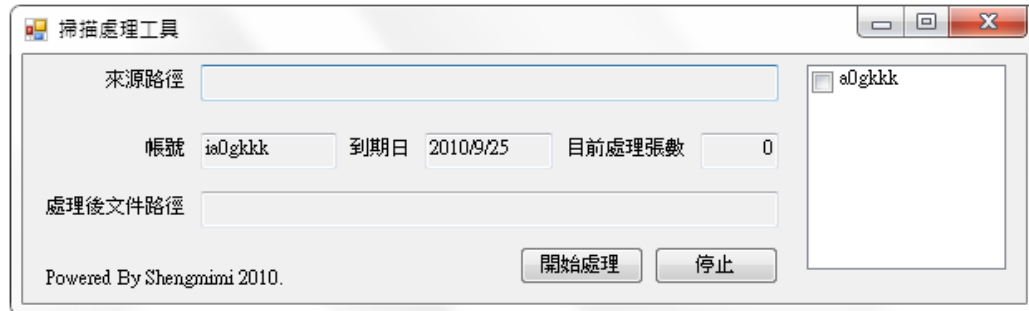 掃描處理工具
來源路徑
a0gkkk
帳號 ia0gkkk 到期日 2010/9/25 目前處理張數 0
處理後文件路徑
開始處理 停止
Powered By Shengmimi 2010.